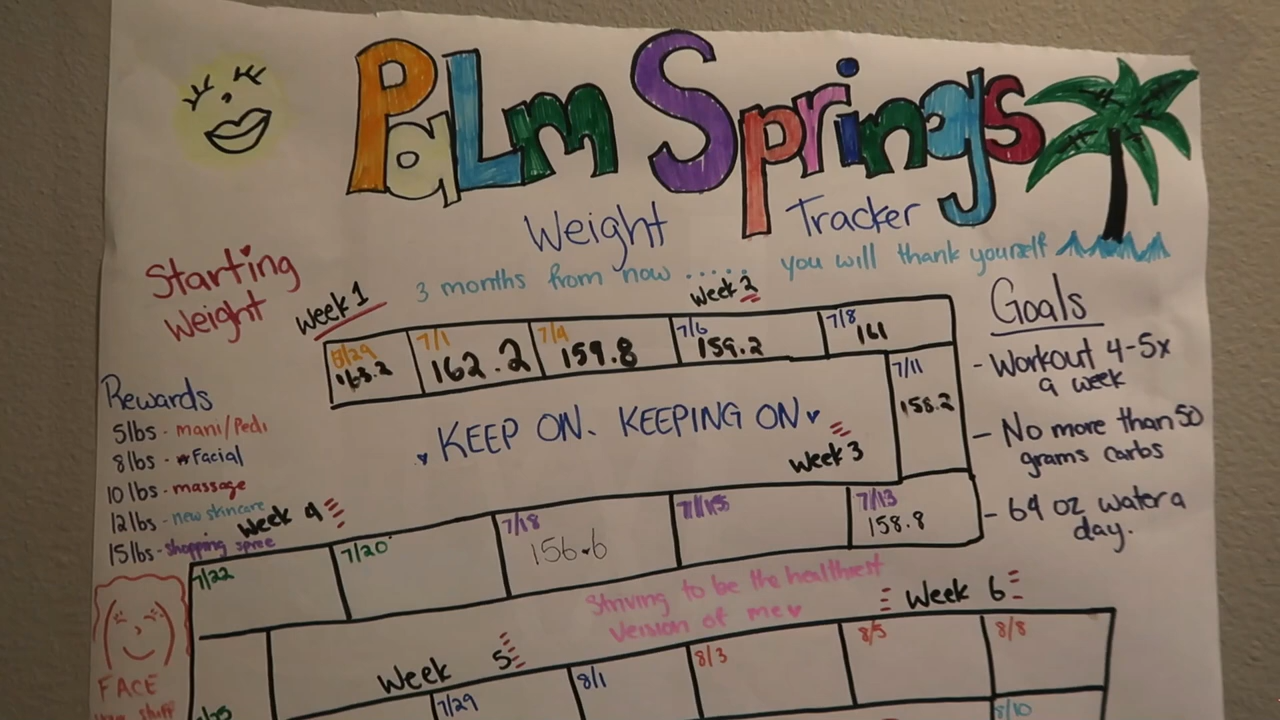 PaLm Springs
Weight Tracker
3 months from now ..... you will thank yourself
Starting
Weight
Week 1
Week 2
7/1
7/4
7/6
7/8
163.2
162.2
159.8
159.2
161
7/11
158.2
Goals
- Workout 4-5x
a week
- No more than 50
grams carbs
- 64 oz water a
day.
Rewards
5lbs - mani/Pedi
8lbs - Facial
10 lbs - massage
12lbs - new skincare
15lbs - shopping spree
KEEP ON. KEEPING ON
Week 3
Week 4
7/22
7/20
7/18
156.6
7/13
158.8
Striving to be the healthiest
version of me
Week 6
Week 5
7/29
8/1
8/3
8/5
8/8
8/10
FACE